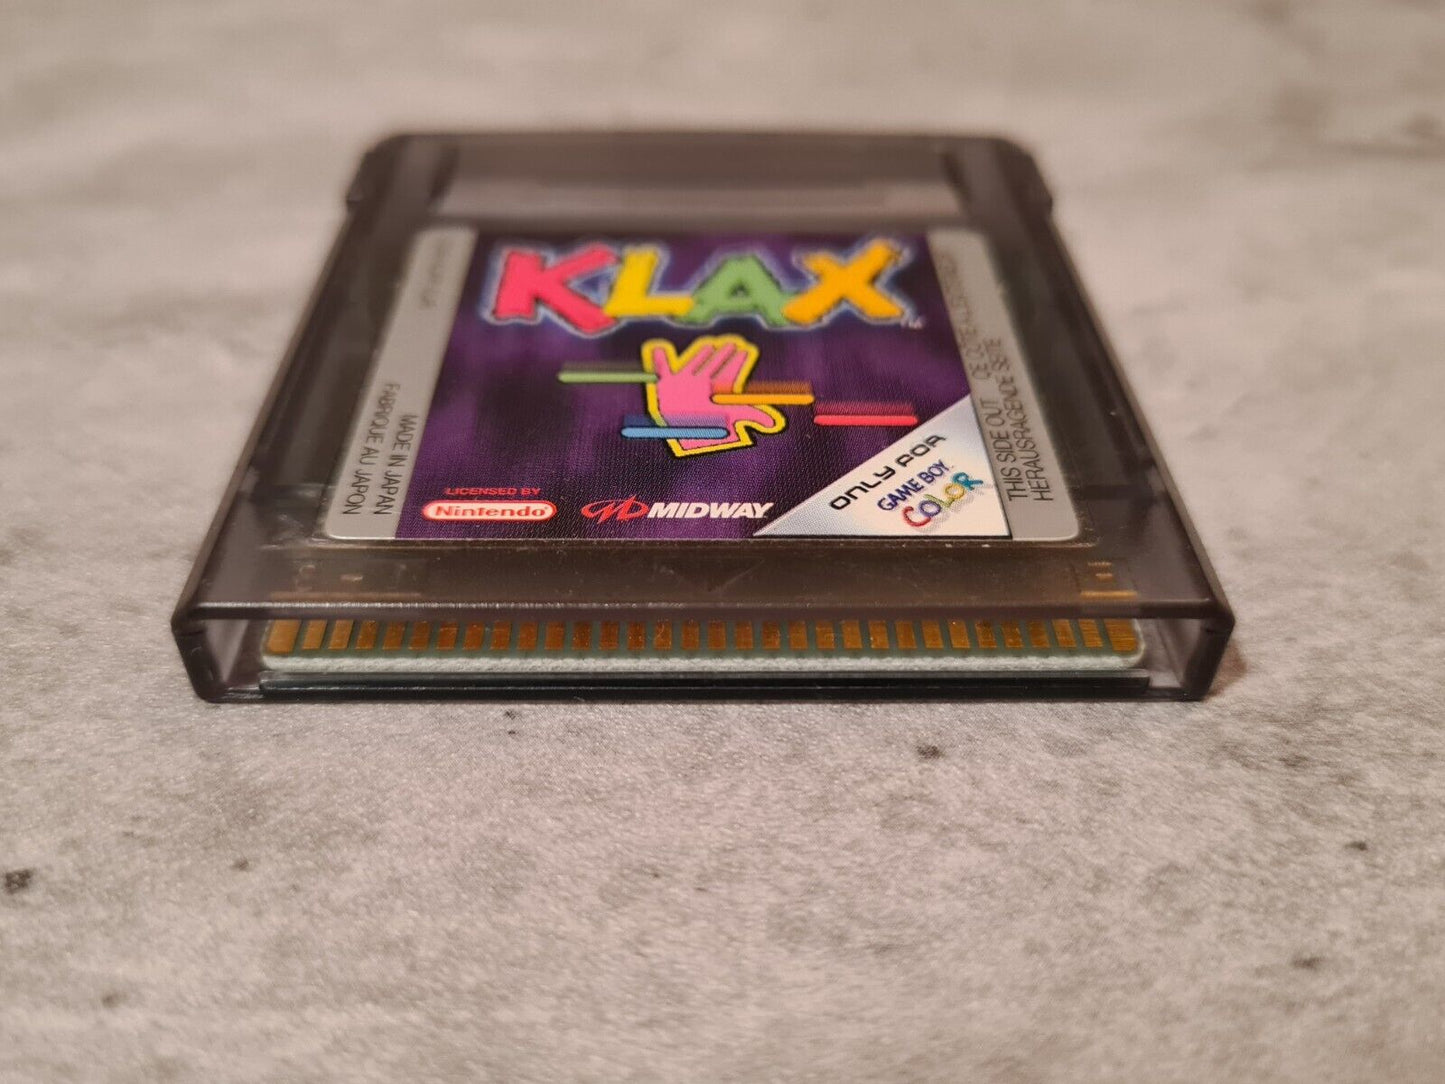 KLAX
TM
LICENSED BY
Nintendo
MIDWAY
ONLY FOR
GAME BOY
COLOR
MADE IN JAPAN
FABRIQUE AU JAPON
THIS SIDE OUT
HERAUSRAGENDE SEITE